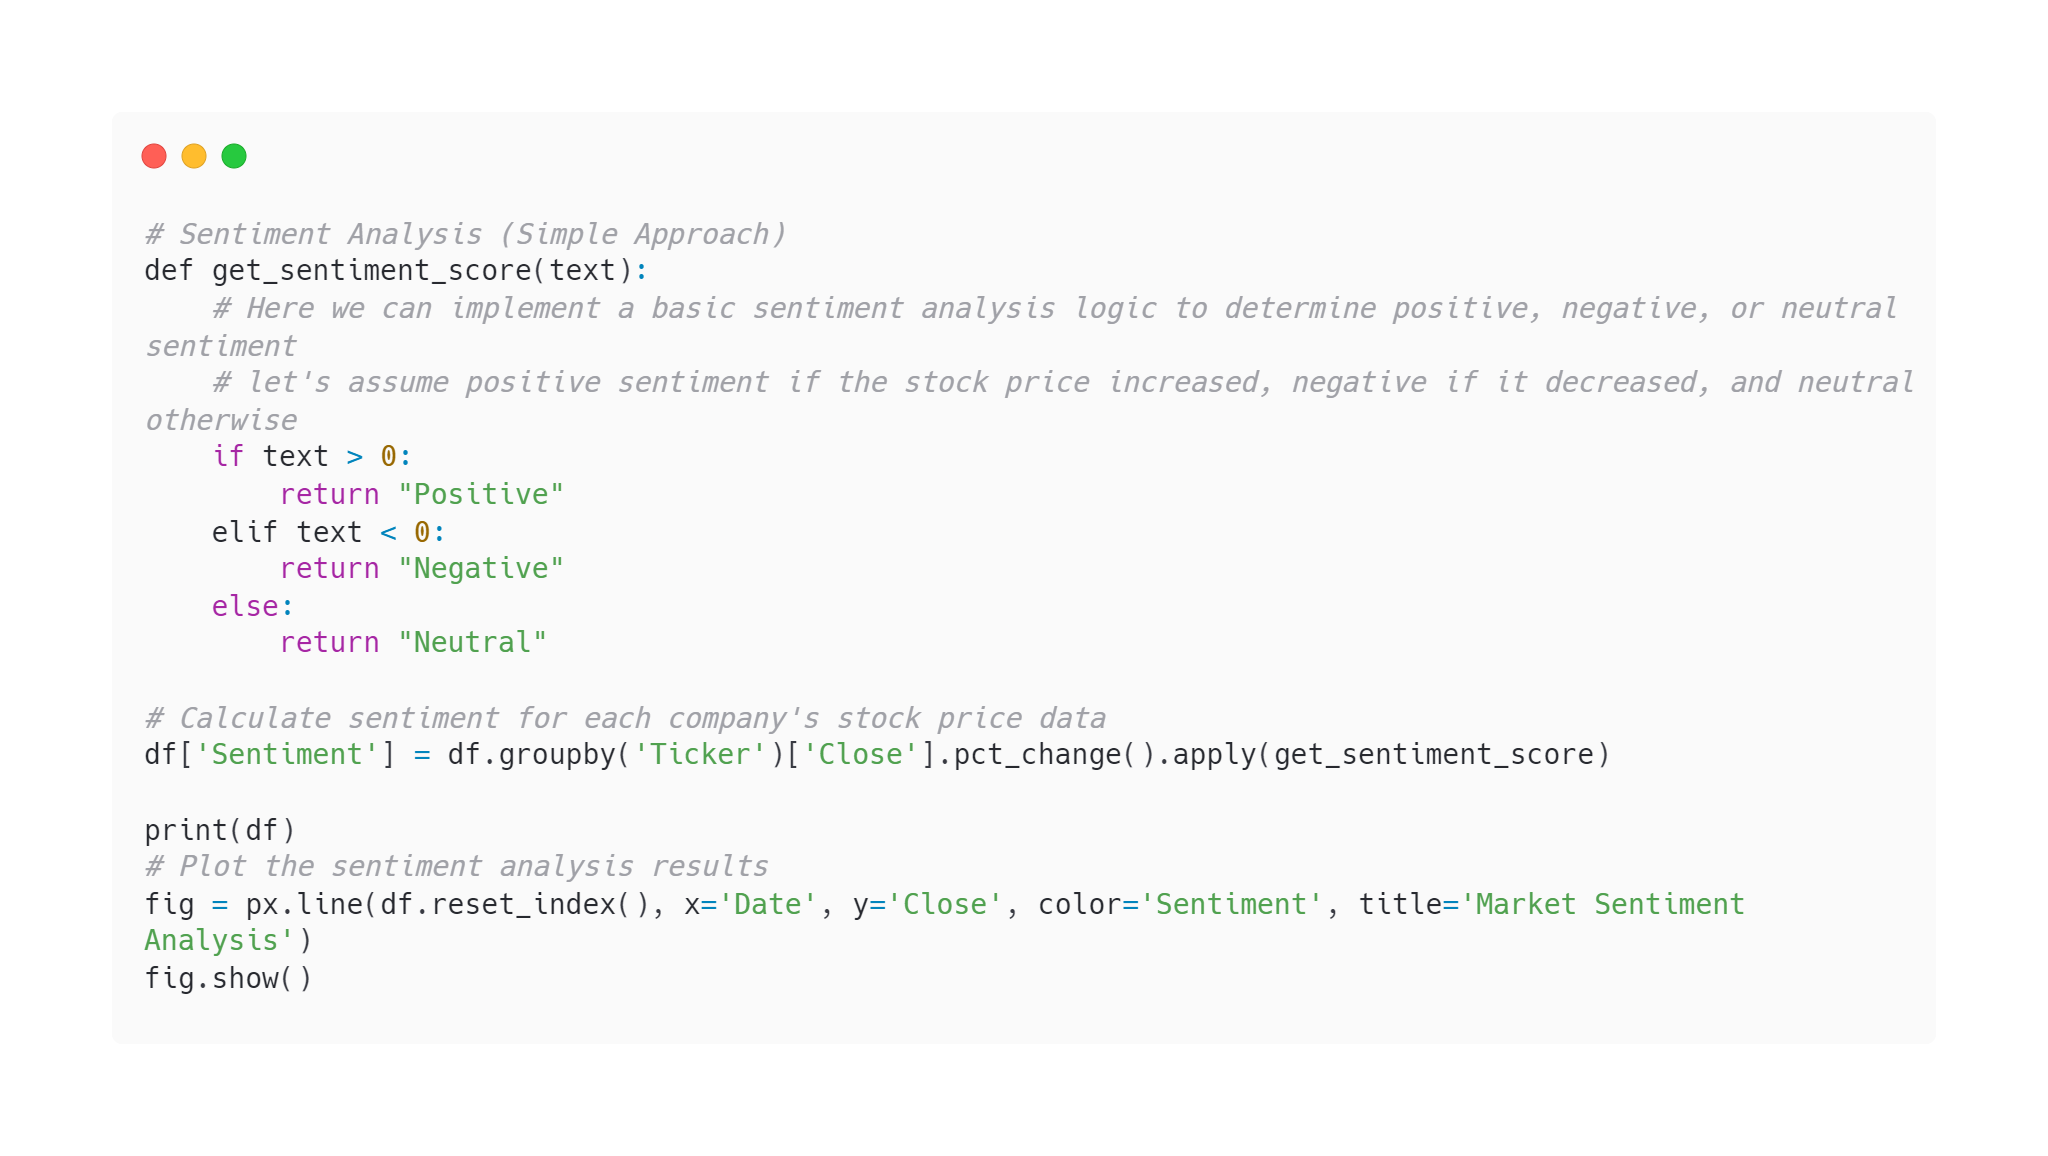 # Sentiment Analysis (Simple Approach)
def get_sentiment_score(text):
    # Here we can implement a basic sentiment analysis logic to determine positive, negative, or neutral
sentiment
    # let's assume positive sentiment if the stock price increased, negative if it decreased, and neutral
otherwise
    if text > 0:
        return "Positive"
    elif text < 0:
        return "Negative"
    else:
        return "Neutral"

# Calculate sentiment for each company's stock price data
df['Sentiment'] = df.groupby('Ticker')['Close'].pct_change().apply(get_sentiment_score)

print(df)
# Plot the sentiment analysis results
fig = px.line(df.reset_index(), x='Date', y='Close', color='Sentiment', title='Market Sentiment
Analysis')
fig.show()